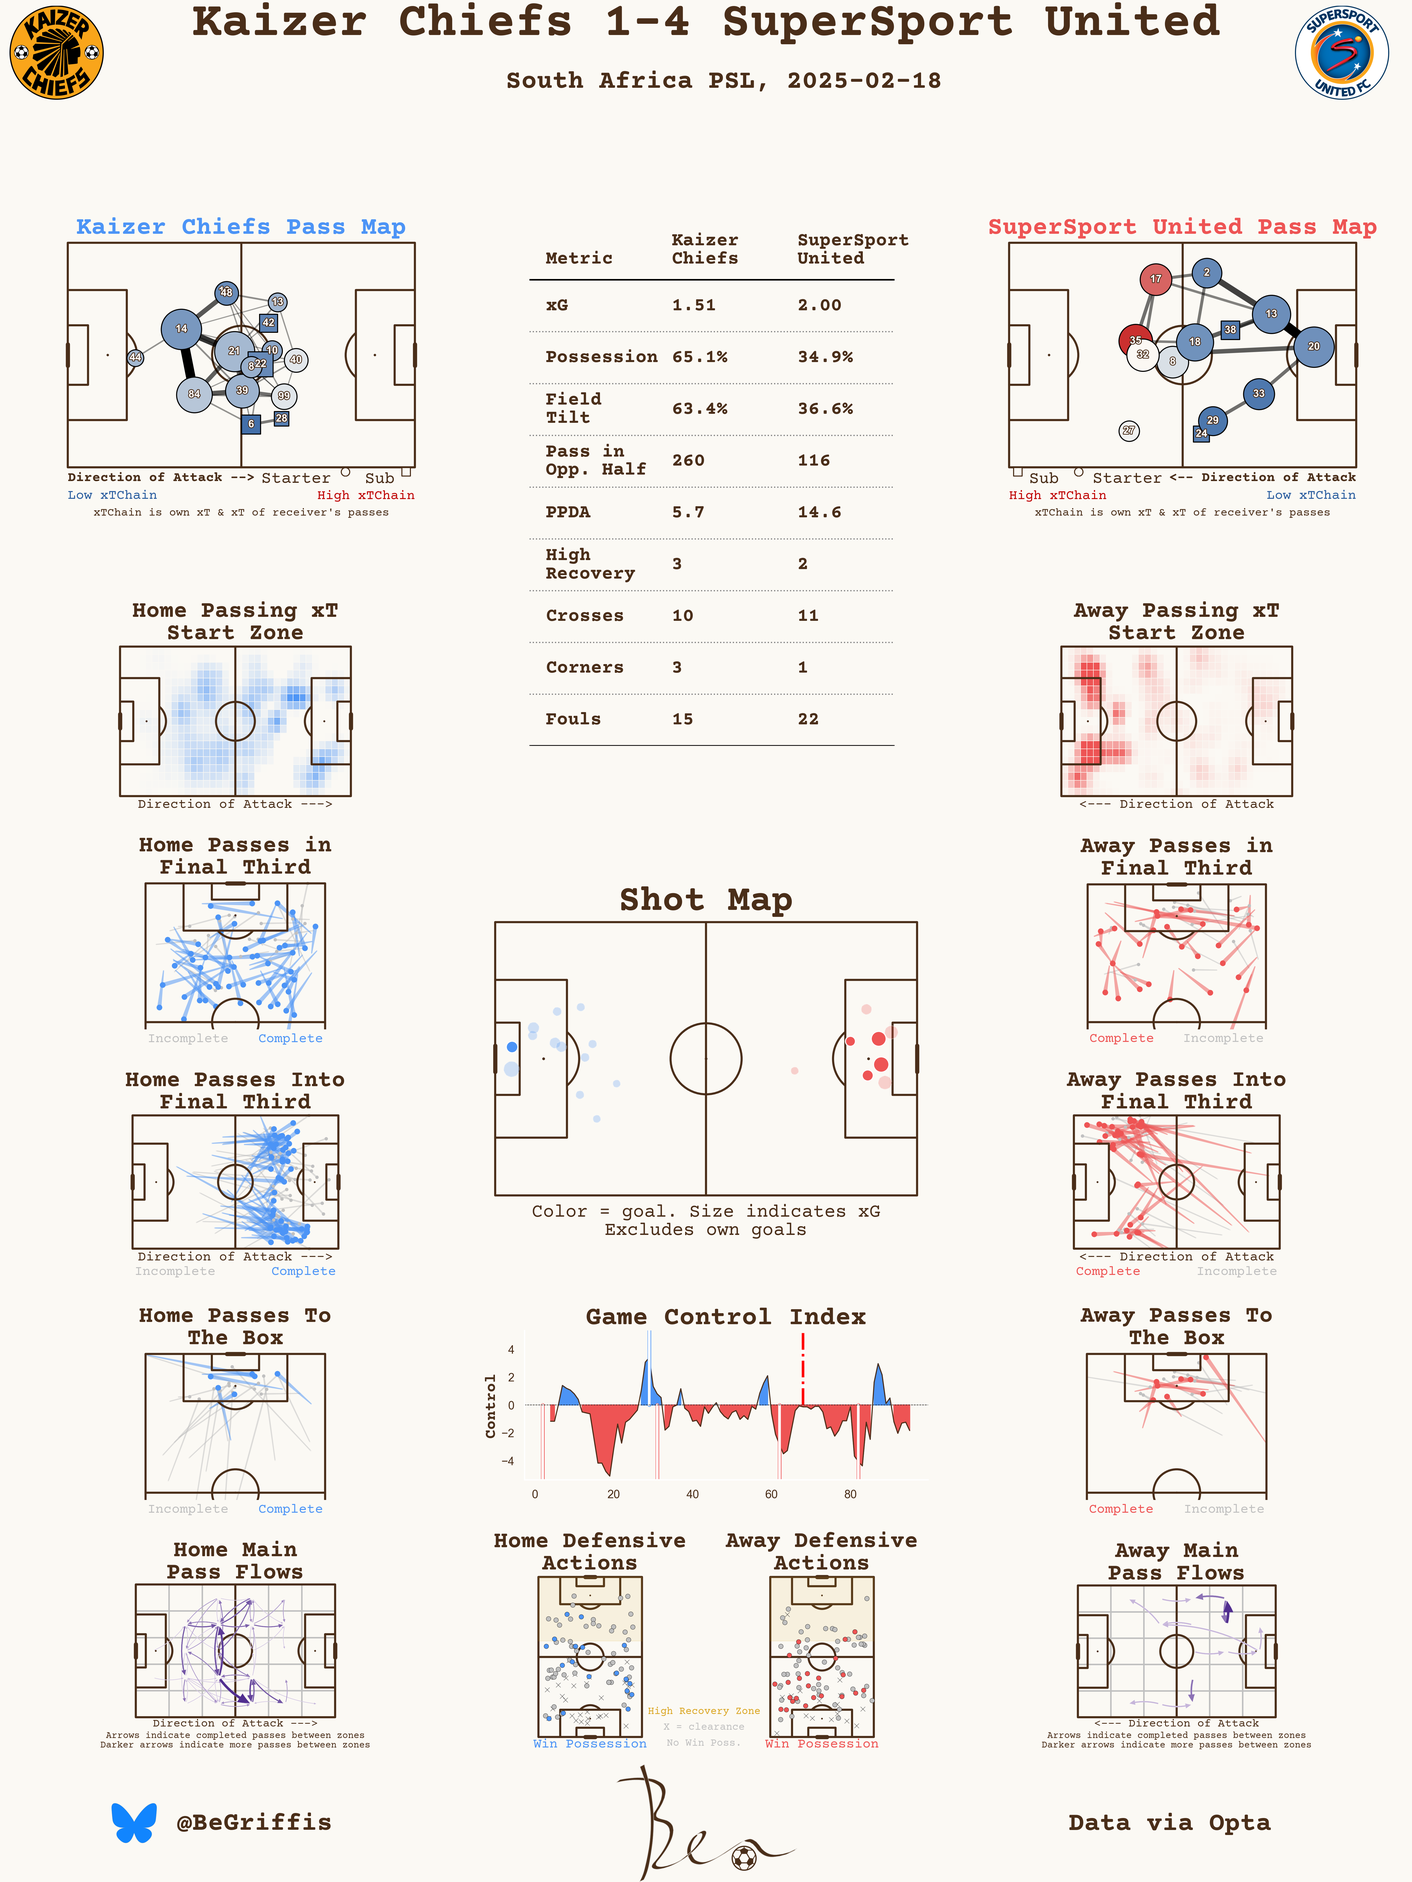 Kaizer Chiefs 1-4 SuperSport United
South Africa PSL, 2025-02-18
KAIZER
CHIEFS
SUPERSPORT
UNITED FC
Kaizer Chiefs Pass Map
48
13
14
42
21
10
44
8
22
40
84
39
99
6
28
Direction of Attack --> Starter Sub
Low xTChain High xTChain
xTChain is own xT & xT of receiver's passes
Metric Kaizer Chiefs SuperSport United
xG 1.51 2.00
Possession 65.1% 34.9%
Field Tilt 63.4% 36.6%
Pass in Opp. Half 260 116
PPDA 5.7 14.6
High Recovery 3 2
Crosses 10 11
Corners 3 1
Fouls 15 22
SuperSport United Pass Map
17
2
13
38
35
18
32
8
20
33
29
27
24
Sub Starter <-- Direction of Attack
High xTChain Low xTChain
xTChain is own xT & xT of receiver's passes
Home Passing xT
Start Zone
Direction of Attack --->
Away Passing xT
Start Zone
<--- Direction of Attack
Home Passes in
Final Third
Incomplete Complete
Away Passes in
Final Third
Complete Incomplete
Shot Map
Color = goal. Size indicates xG
Excludes own goals
Home Passes Into
Final Third
Direction of Attack --->
Incomplete Complete
Away Passes Into
Final Third
<--- Direction of Attack
Complete Incomplete
Home Passes To
The Box
Incomplete Complete
Game Control Index
Control
4
2
0
−2
−4
0 20 40 60 80
Away Passes To
The Box
Complete Incomplete
Home Main
Pass Flows
Direction of Attack --->
Arrows indicate completed passes between zones
Darker arrows indicate more passes between zones
Home Defensive
Actions
Win Possession
Away Defensive
Actions
Win Possession
High Recovery Zone
X = clearance
No Win Poss.
Away Main
Pass Flows
<--- Direction of Attack
Arrows indicate completed passes between zones
Darker arrows indicate more passes between zones
@BeGriffis
Ben
Data via Opta